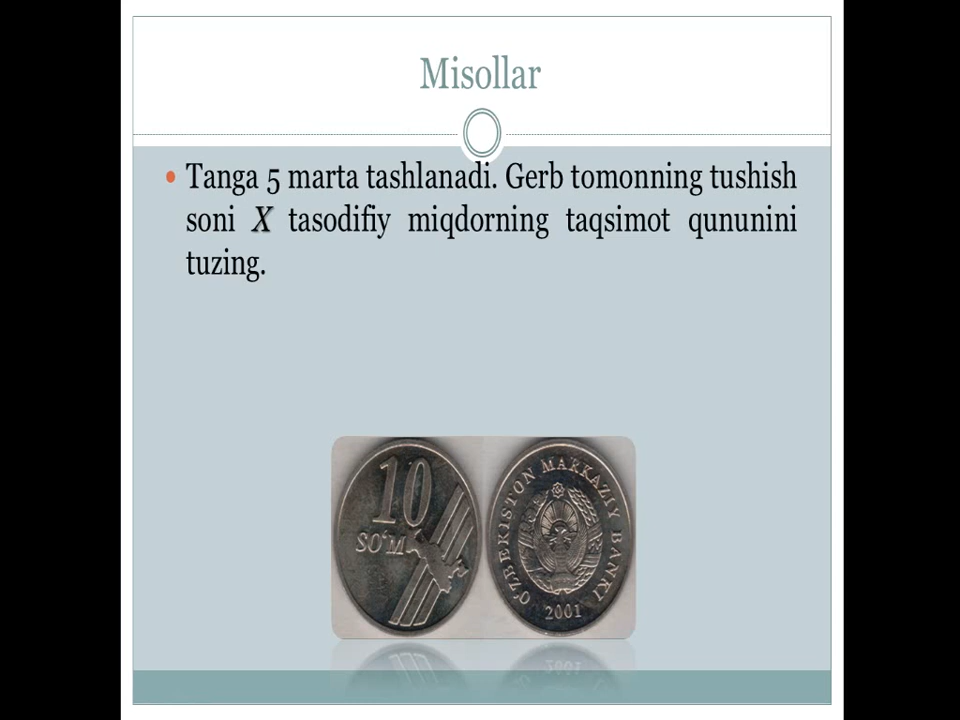 Misollar
• Tanga 5 marta tashlanadi. Gerb tomonning tushish
soni X tasodifiy miqdorning taqsimot qununini
tuzing.
10
SO'M
O'ZBEKISTON MARKAZIY BANKI
2001